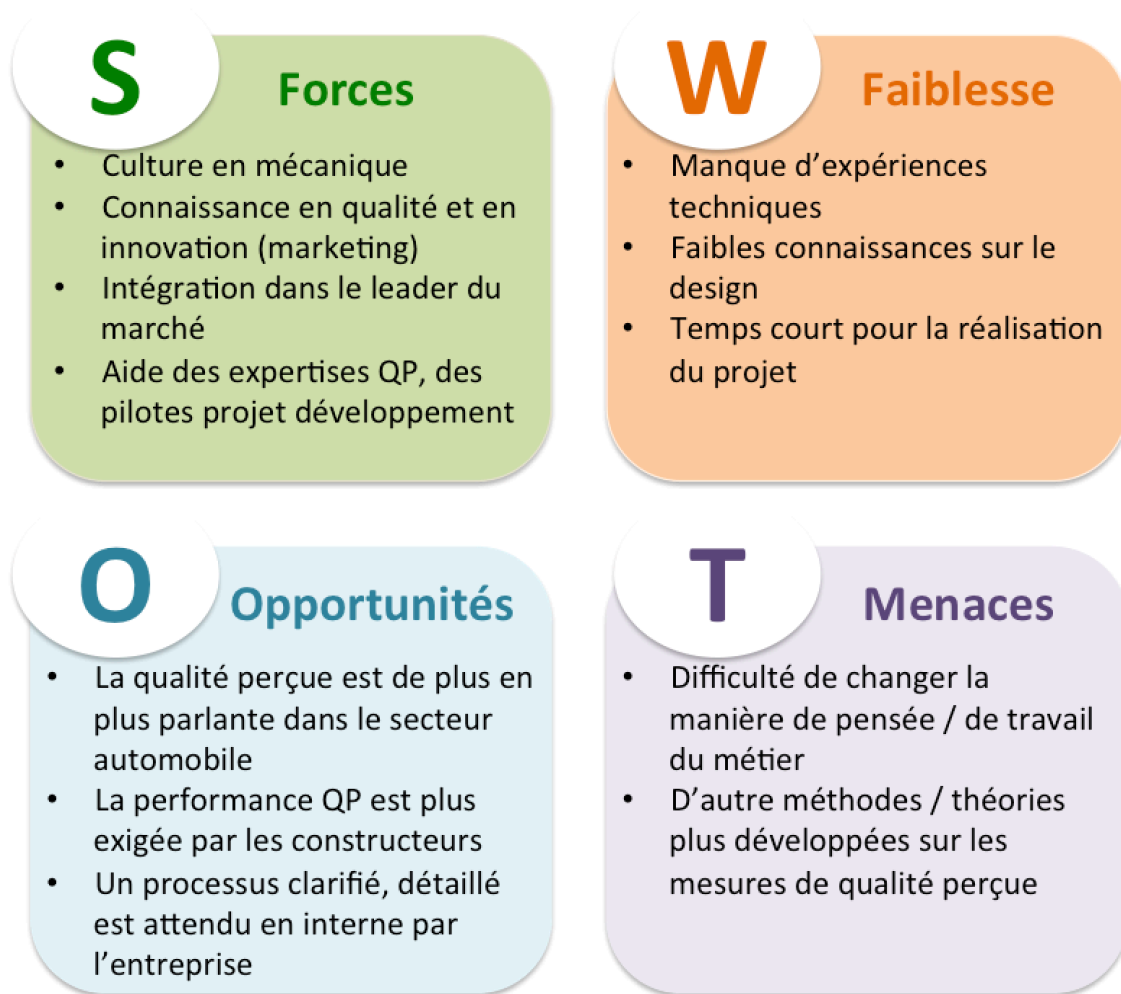 S
Forces
• Culture en mécanique
• Connaissance en qualité et en
innovation (marketing)
• Intégration dans le leader du
marché
• Aide des expertises QP, des
pilotes projet développement
W
Faiblesse
• Manque d’expériences
techniques
• Faibles connaissances sur le
design
• Temps court pour la réalisation
du projet
O
Opportunités
• La qualité perçue est de plus en
plus parlante dans le secteur
automobile
• La performance QP est plus
exigée par les constructeurs
• Un processus clarifié, détaillé
est attendu en interne par
l’entreprise
T
Menaces
• Difficulté de changer la
manière de pensée / de travail
du métier
• D’autre méthodes / théories
plus développées sur les
mesures de qualité perçue